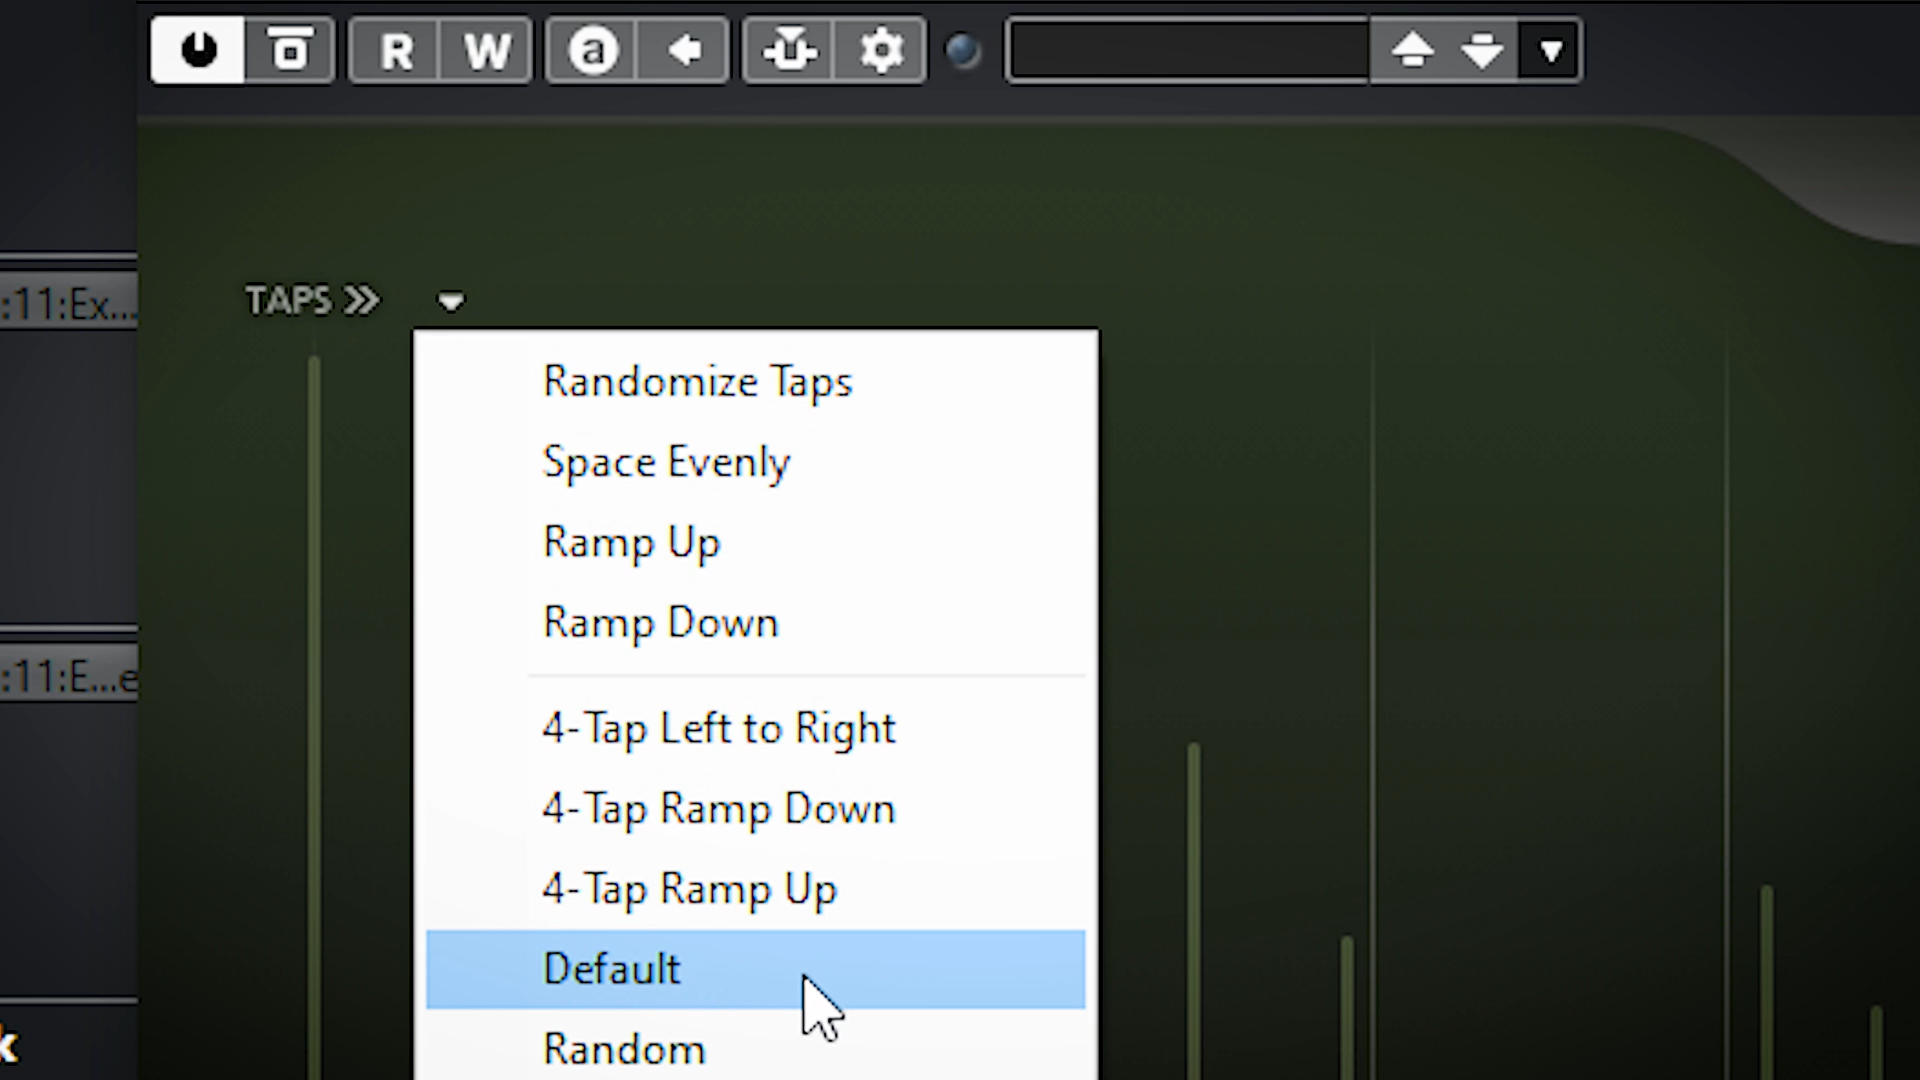 R W a
:11:Ex...
TAPS
Randomize Taps
Space Evenly
Ramp Up
Ramp Down
:11:E...e
4-Tap Left to Right
4-Tap Ramp Down
4-Tap Ramp Up
Default
Random
k